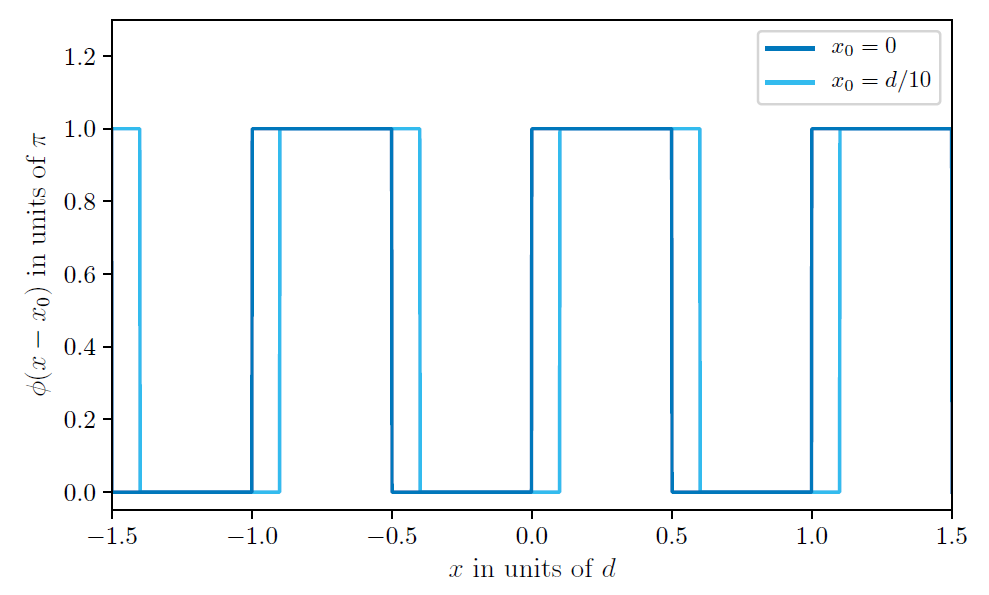 1.2
1.0
0.8
0.6
0.4
0.2
0.0
ϕ(x − x₀) in units of π
x₀ = 0
x₀ = d/10
−1.5 −1.0 −0.5 0.0 0.5 1.0 1.5
x in units of d